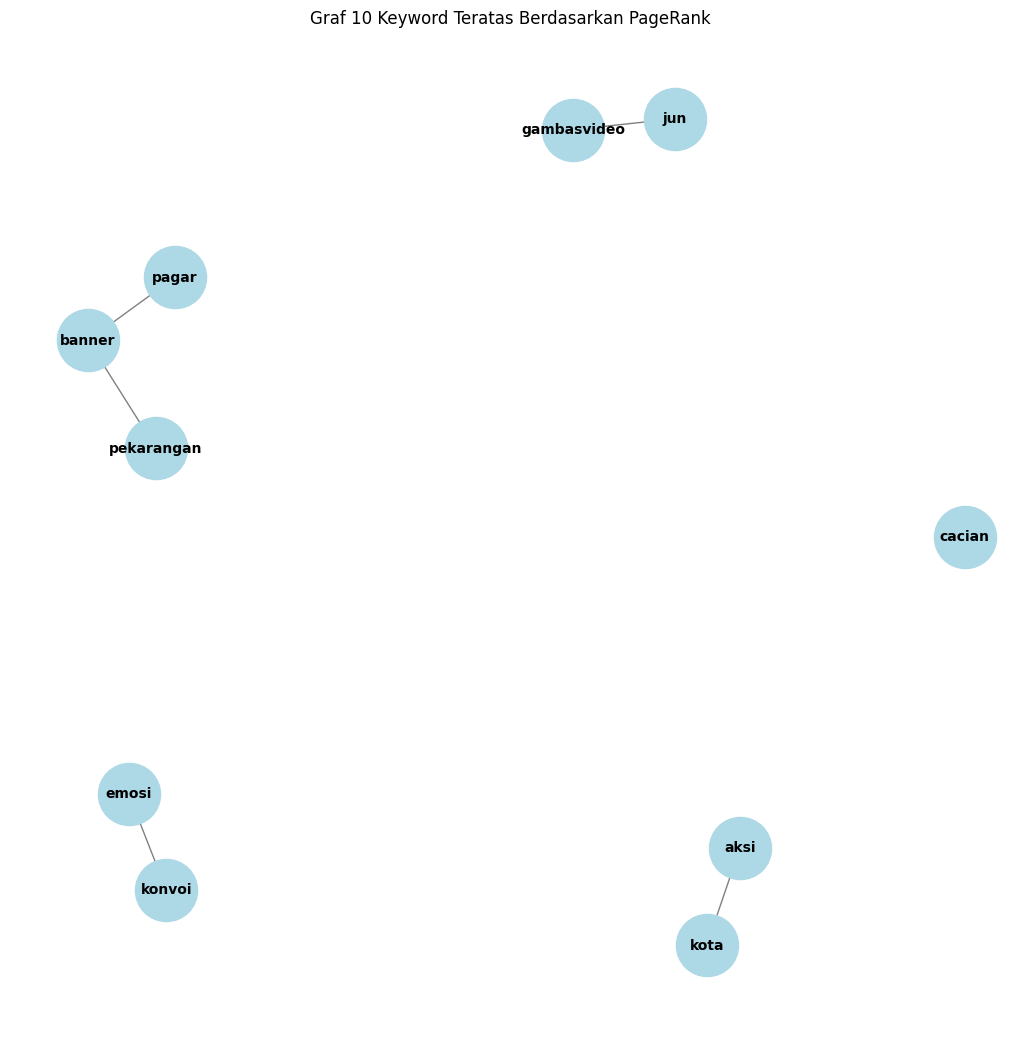 Graf 10 Keyword Teratas Berdasarkan PageRank
gambasvideo
jun
pagar
banner
pekarangan
cacian
emosi
konvoi
aksi
kota